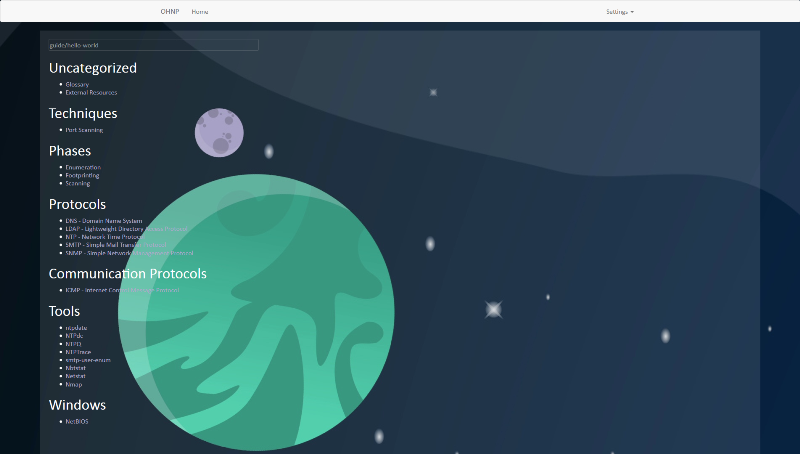 OHNP Home Settings
guide/hello-world
Uncategorized
Glossary
External Resources
Techniques
Port Scanning
Phases
Enumeration
Footprinting
Scanning
Protocols
DNS - Domain Name System
LDAP - Lightweight Directory Access Protocol
NTP - Network Time Protocol
SMTP - Simple Mail Transfer Protocol
SNMP - Simple Network Management Protocol
Communication Protocols
ICMP - Internet Control Message Protocol
Tools
ntpdate
NTPdc
NTPQ
NTPTrace
smtp-user-enum
Nbtstat
Netstat
Nmap
Windows
NetBIOS